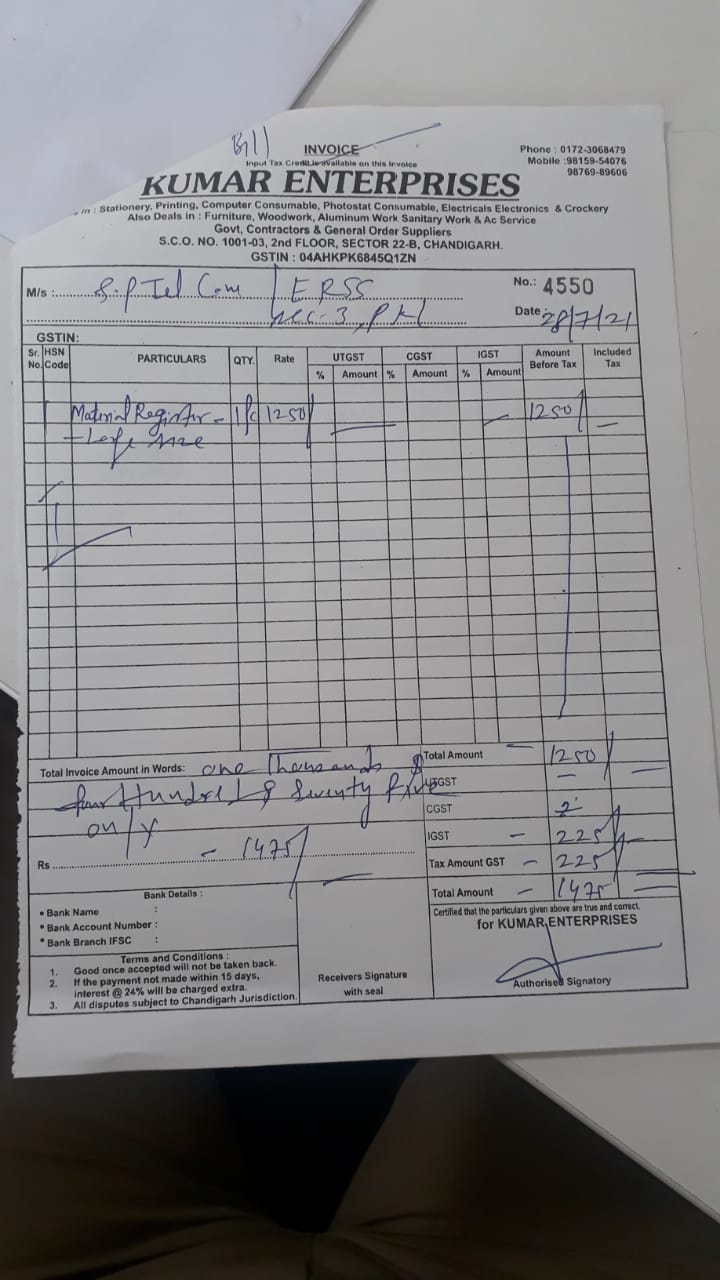 Bill
INVOICE
Input Tax Credit is available on this Invoice
Phone : 0172-3068479
Mobile :98159-54076
98769-89606
KUMAR ENTERPRISES
in : Stationery, Printing, Computer Consumable, Photostat Consumable, Electricals Electronics & Crockery
Also Deals in : Furniture, Woodwork, Aluminum Work Sanitary Work & Ac Service
Govt, Contractors & General Order Suppliers
S.C.O. NO. 1001-03, 2nd FLOOR, SECTOR 22-B, CHANDIGARH.
GSTIN : 04AHKPK6845Q1ZN
M/s : S.P Tel Com / ERSS
Sec-3, PKL
No.: 4550
Date : 28/7/21
GSTIN:
Sr. No. HSN Code PARTICULARS QTY. Rate UTGST CGST IGST Amount Before Tax Included Tax
% Amount % Amount % Amount
Material Register - 1 Pc 1250/ 1250/ -
- Large size
Total Invoice Amount in Words: One Thousands &
four Hundred & Seventy five
only
Rs - 1475/
Total Amount 1250/
UTGST -
CGST
IGST - 225/
Tax Amount GST - 225/
Total Amount - 1475/
Bank Details :
• Bank Name :
• Bank Account Number :
• Bank Branch IFSC :
Terms and Conditions :
1. Good once accepted will not be taken back.
2. If the payment not made within 15 days,
interest @ 24% will be charged extra.
3. All disputes subject to Chandigarh Jurisdiction.
Receivers Signature
with seal
Certified that the particulars given above are true and correct.
for KUMAR ENTERPRISES
Authorised Signatory